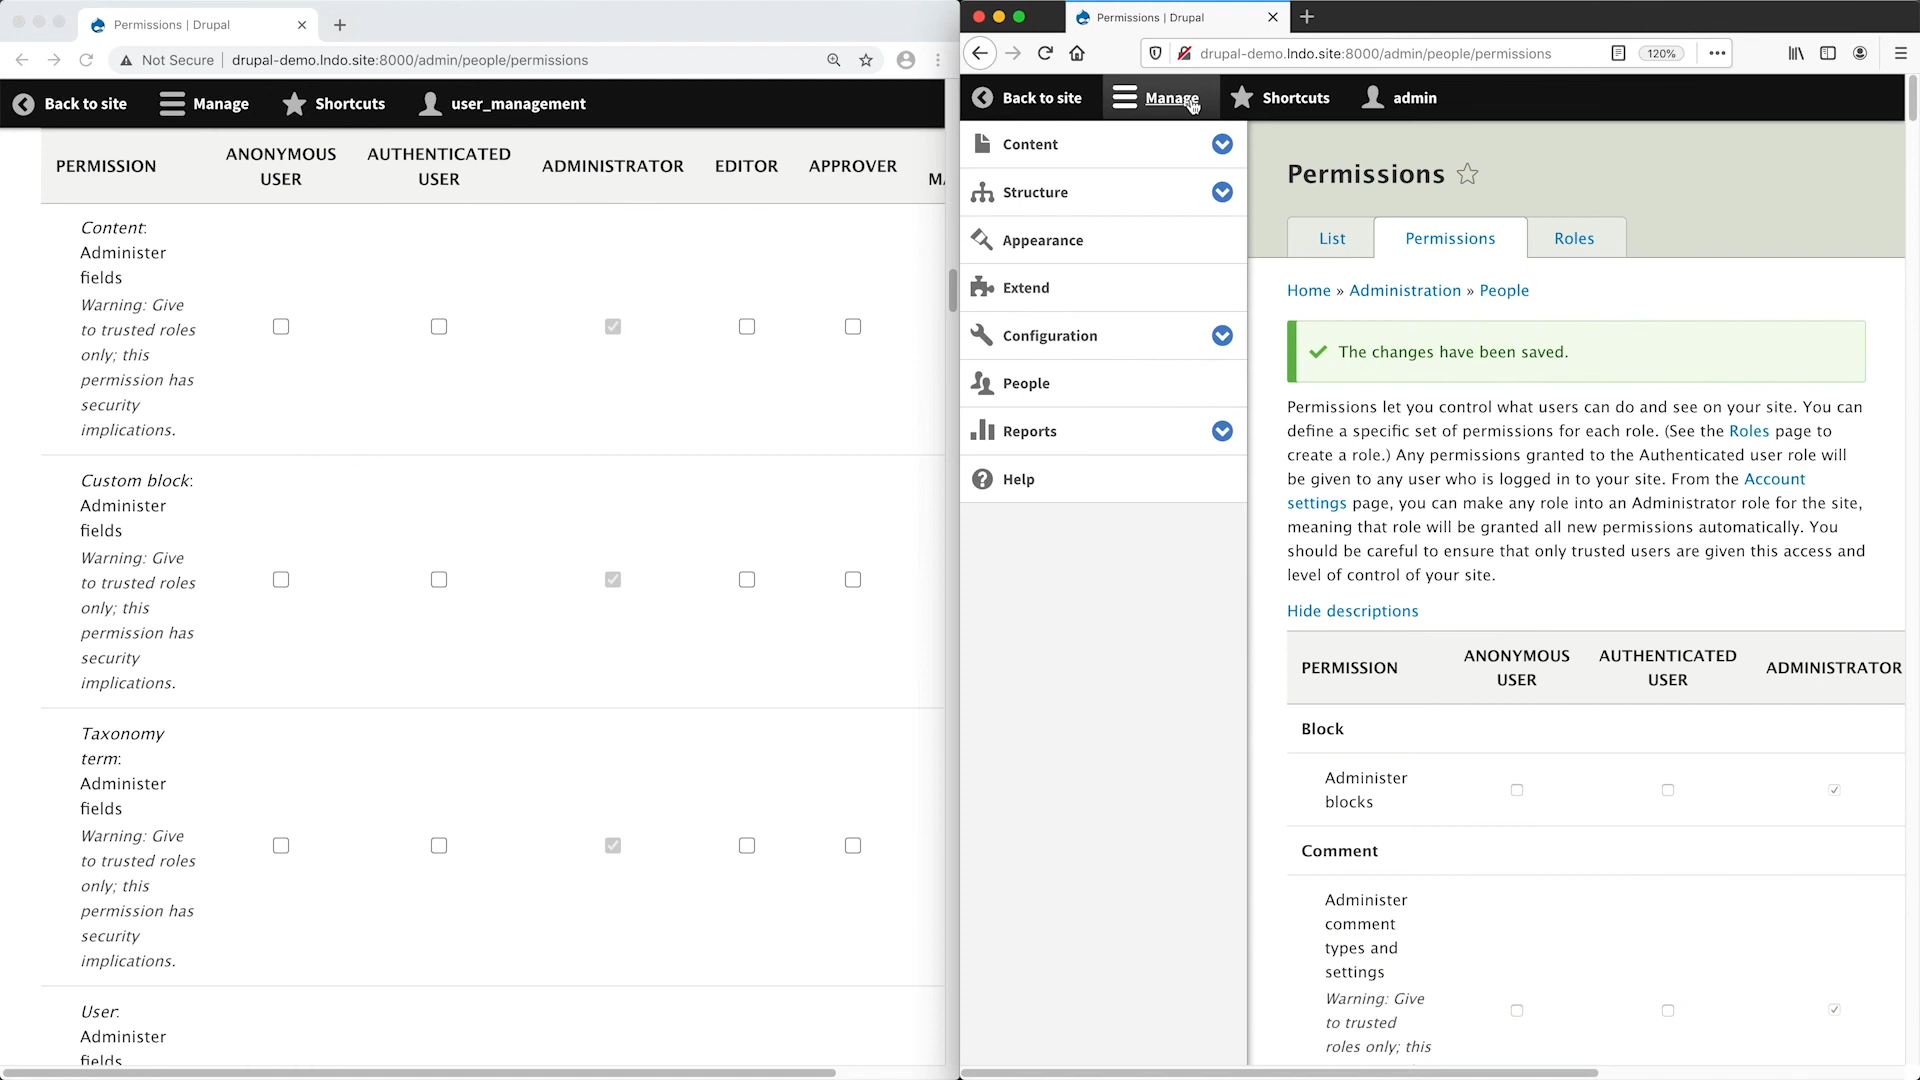 Permissions | Drupal
Not Secure
drupal-demo.lndo.site:8000/admin/people/permissions
Back to site
Manage
Shortcuts
user_management
PERMISSION
ANONYMOUS
USER
AUTHENTICATED
USER
ADMINISTRATOR
EDITOR
APPROVER
Content:
Administer
fields
Warning: Give
to trusted roles
only; this
permission has
security
implications.
Custom block:
Administer
fields
Warning: Give
to trusted roles
only; this
permission has
security
implications.
Taxonomy
term:
Administer
fields
Warning: Give
to trusted roles
only; this
permission has
security
implications.
User:
Administer
fields
Permissions | Drupal
drupal-demo.lndo.site:8000/admin/people/permissions
120%
Back to site
Manage
Shortcuts
admin
Content
Structure
Appearance
Extend
Configuration
People
Reports
Help
Permissions
List
Permissions
Roles
Home » Administration » People
The changes have been saved.
Permissions let you control what users can do and see on your site. You can
define a specific set of permissions for each role. (See the Roles page to
create a role.) Any permissions granted to the Authenticated user role will
be given to any user who is logged in to your site. From the Account
settings page, you can make any role into an Administrator role for the site,
meaning that role will be granted all new permissions automatically. You
should be careful to ensure that only trusted users are given this access and
level of control of your site.
Hide descriptions
PERMISSION
ANONYMOUS
USER
AUTHENTICATED
USER
ADMINISTRATOR
Block
Administer
blocks
Comment
Administer
comment
types and
settings
Warning: Give
to trusted
roles only; this